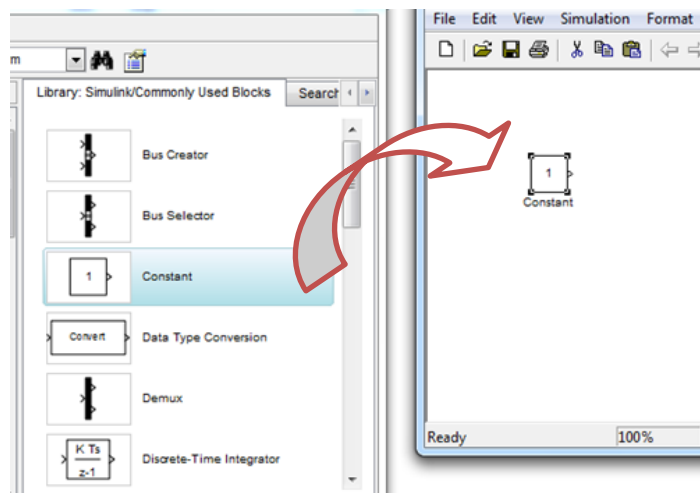 File Edit View Simulation Format
m
Library: Simulink/Commonly Used Blocks
Search
Bus Creator
Bus Selector
1
Constant
Convert
Data Type Conversion
Demux
K Ts
z-1
Discrete-Time Integrator
1
Constant
Ready
100%